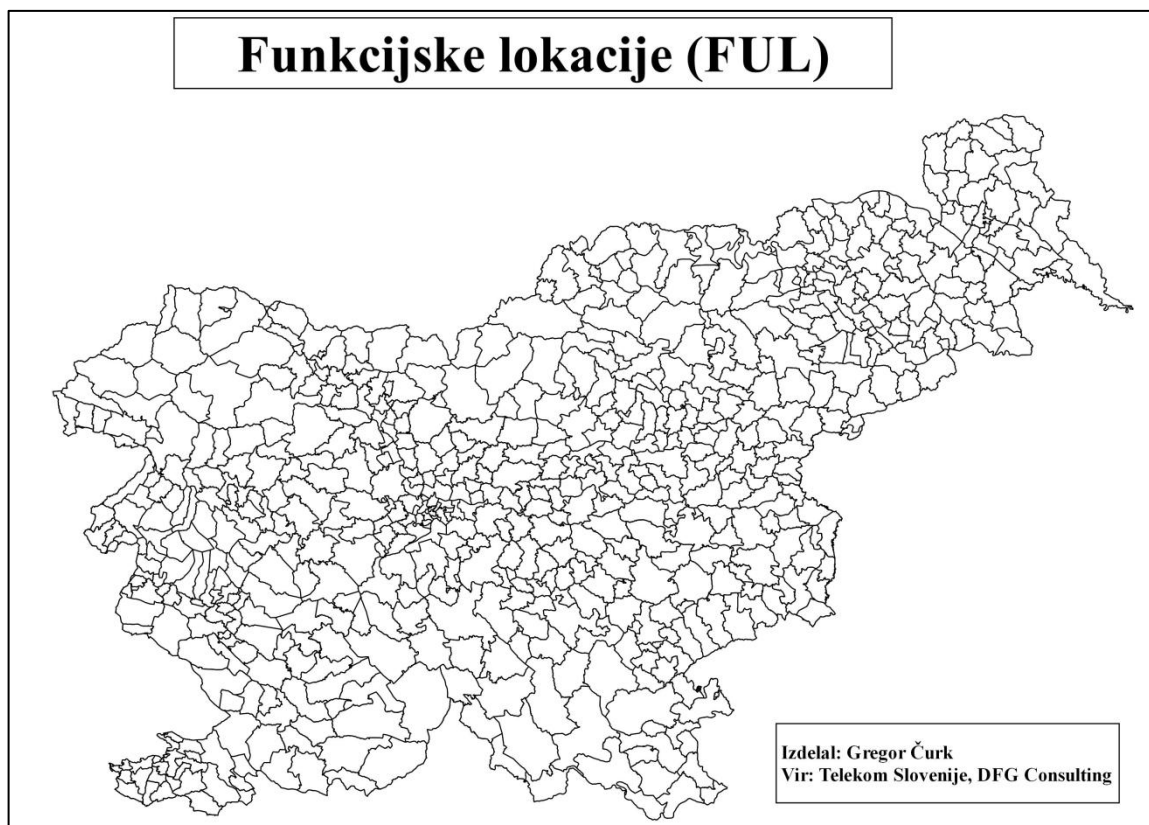 Funkcijske lokacije (FUL)
Izdelal: Gregor Čurk
Vir: Telekom Slovenije, DFG Consulting